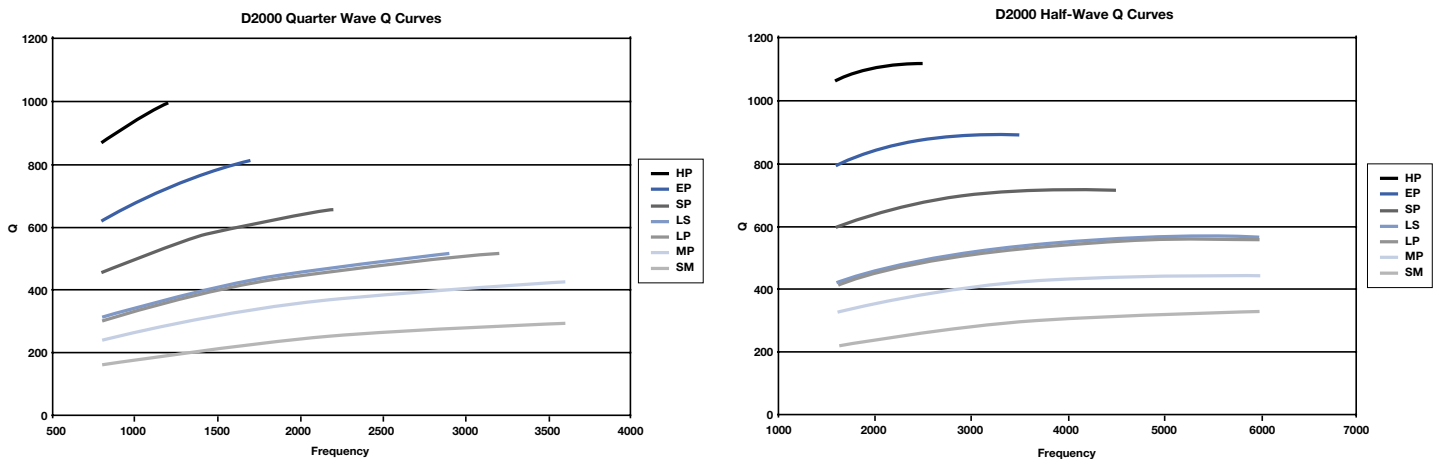 D2000 Quarter Wave Q Curves
1200
1000
800
600
400
200
0
Q
500
1000
1500
2000
2500
3000
3500
4000
Frequency
HP
EP
SP
LS
LP
MP
SM
D2000 Half-Wave Q Curves
1200
1000
800
600
400
200
0
Q
1000
2000
3000
4000
5000
6000
7000
Frequency
HP
EP
SP
LS
LP
MP
SM